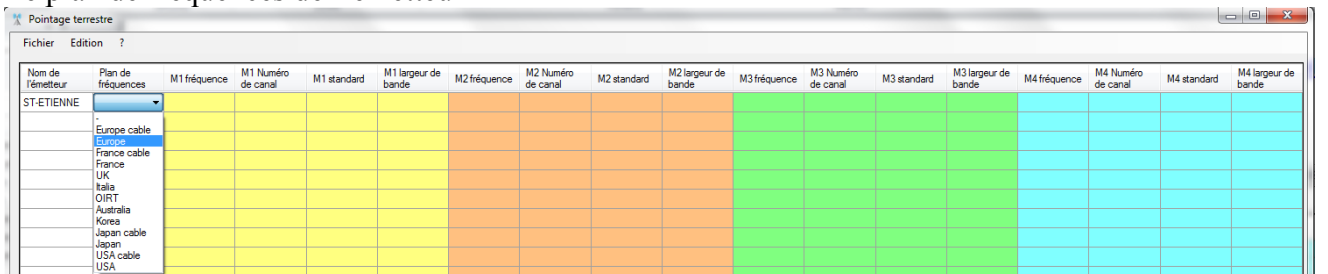 Pointage terrestre
Fichier Edition ?
Nom de l'émetteur
Plan de fréquences
M1 fréquence
M1 Numéro de canal
M1 standard
M1 largeur de bande
M2 fréquence
M2 Numéro de canal
M2 standard
M2 largeur de bande
M3 fréquence
M3 Numéro de canal
M3 standard
M3 largeur de bande
M4 fréquence
M4 Numéro de canal
M4 standard
M4 largeur de bande
ST-ETIENNE
-
Europe cable
Europe
France cable
France
UK
Italia
OIRT
Australia
Korea
Japan cable
Japan
USA cable
USA